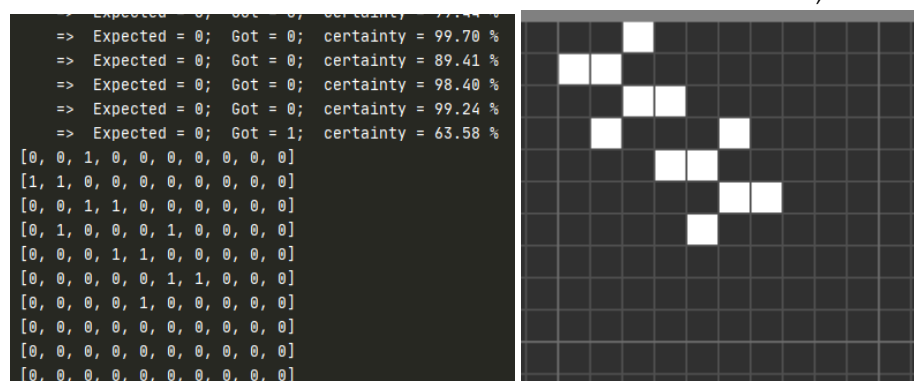 => Expected = 0; Got = 0; certainty = 99.44 %
=> Expected = 0; Got = 0; certainty = 99.70 %
=> Expected = 0; Got = 0; certainty = 89.41 %
=> Expected = 0; Got = 0; certainty = 98.40 %
=> Expected = 0; Got = 0; certainty = 99.24 %
=> Expected = 0; Got = 1; certainty = 63.58 %
[0, 0, 1, 0, 0, 0, 0, 0, 0, 0]
[1, 1, 0, 0, 0, 0, 0, 0, 0, 0]
[0, 0, 1, 1, 0, 0, 0, 0, 0, 0]
[0, 1, 0, 0, 0, 1, 0, 0, 0, 0]
[0, 0, 0, 1, 1, 0, 0, 0, 0, 0]
[0, 0, 0, 0, 0, 1, 1, 0, 0, 0]
[0, 0, 0, 0, 1, 0, 0, 0, 0, 0]
[0, 0, 0, 0, 0, 0, 0, 0, 0, 0]
[0, 0, 0, 0, 0, 0, 0, 0, 0, 0]
[0, 0, 0, 0, 0, 0, 0, 0, 0, 0]